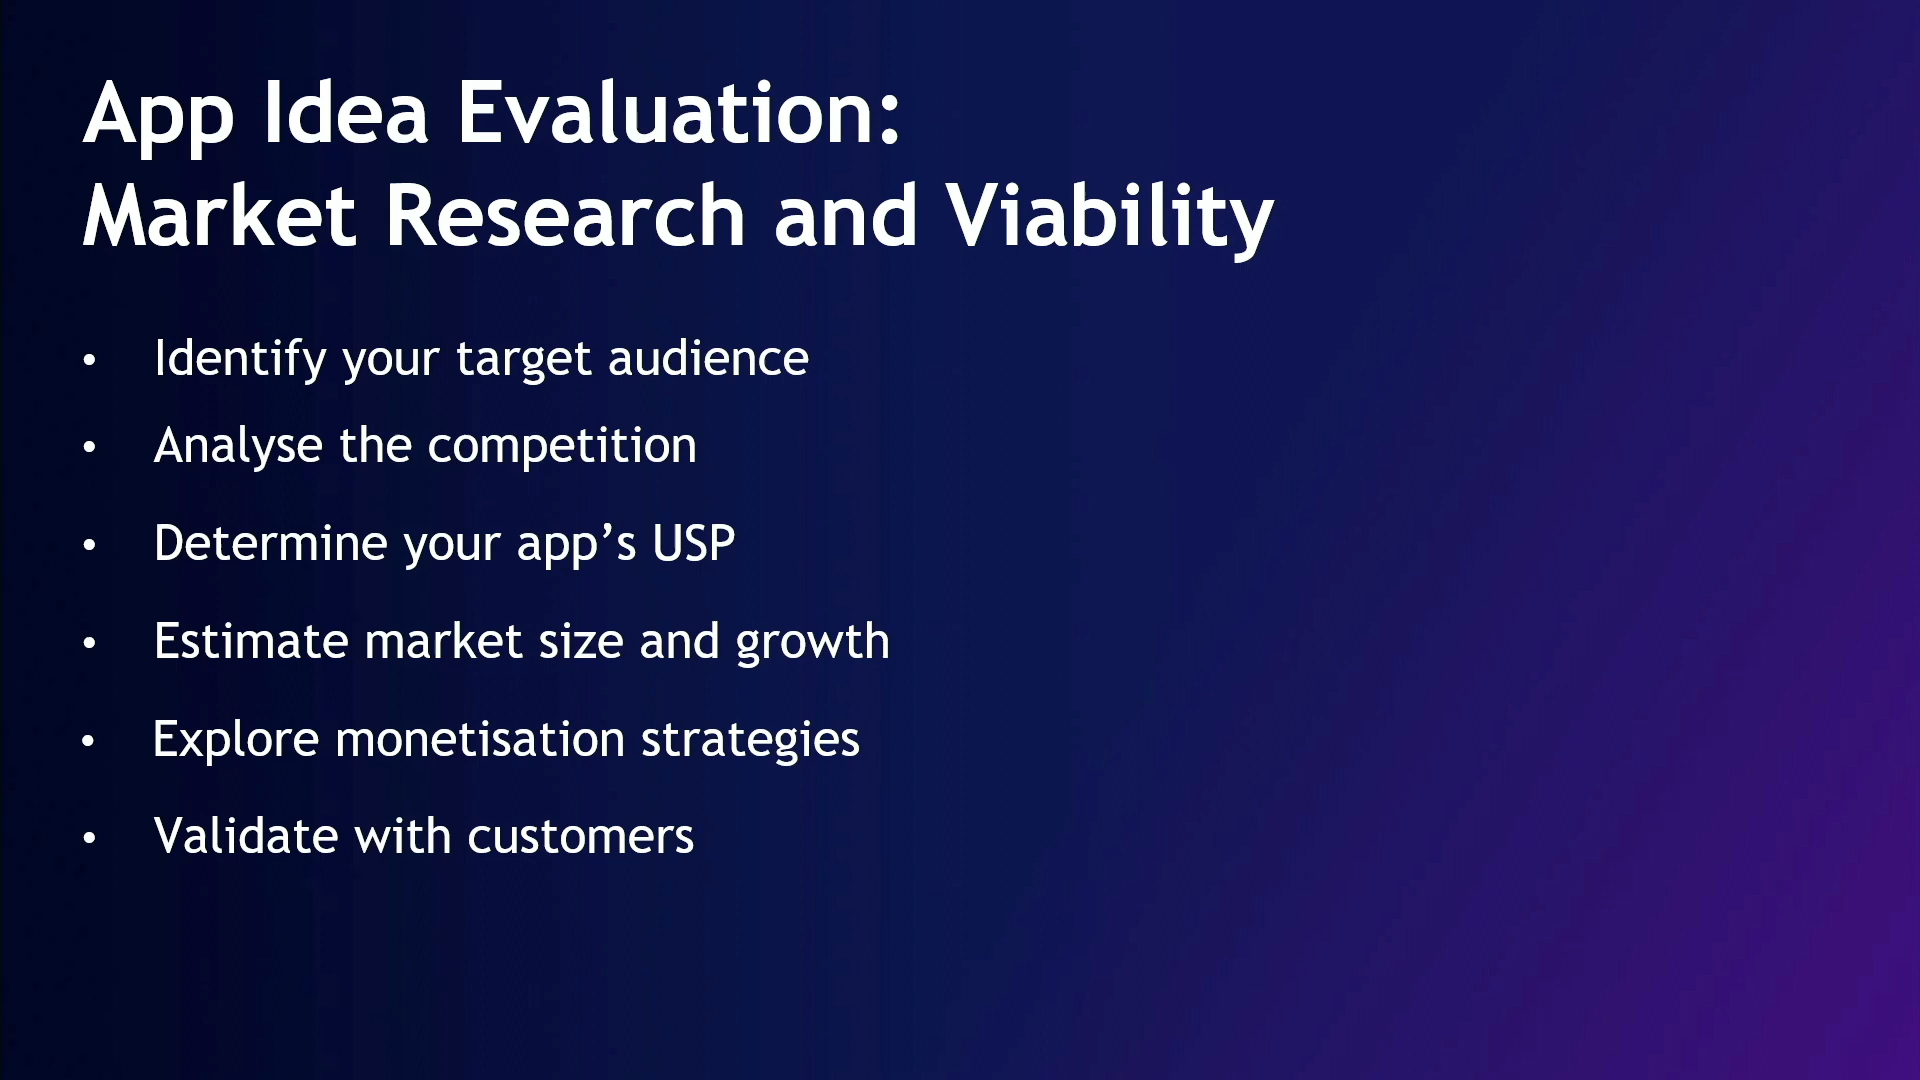 App Idea Evaluation:
Market Research and Viability
• Identify your target audience
• Analyse the competition
• Determine your app’s USP
• Estimate market size and growth
• Explore monetisation strategies
• Validate with customers